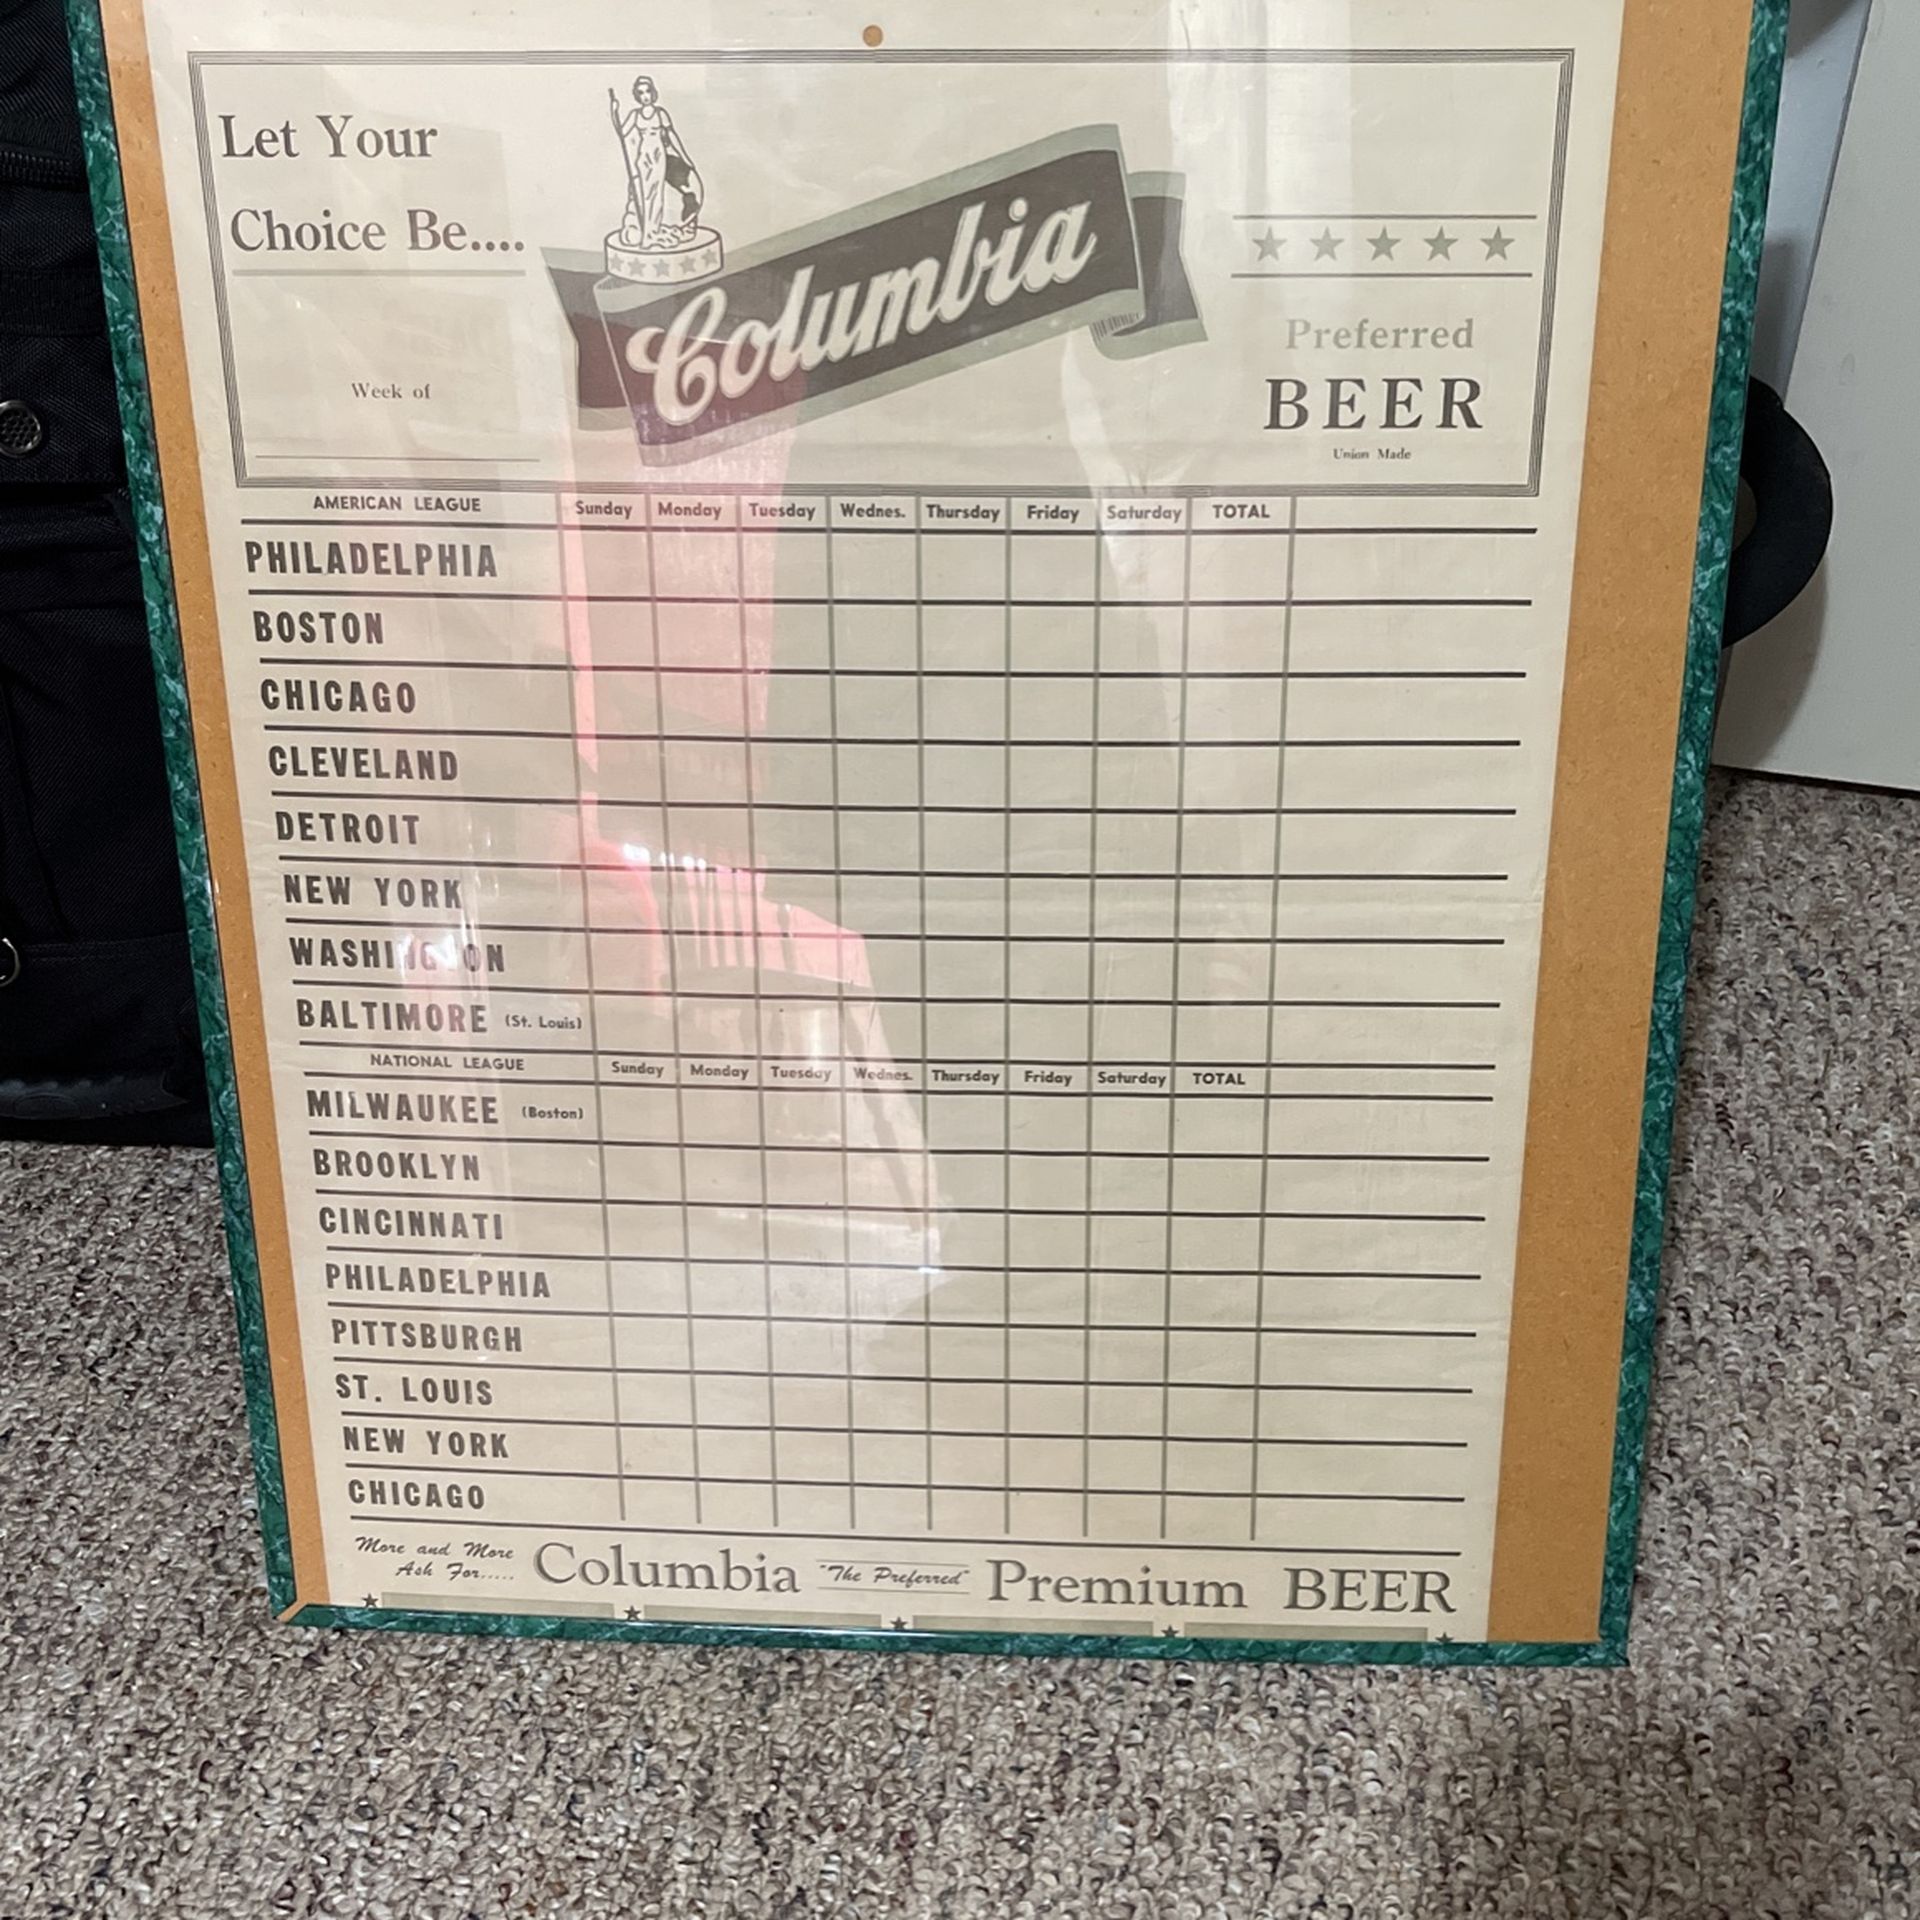 Let Your
Choice Be....
Week of
Columbia
Preferred
BEER
Union Made
AMERICAN LEAGUE Sunday Monday Tuesday Wednes. Thursday Friday Saturday TOTAL
PHILADELPHIA
BOSTON
CHICAGO
CLEVELAND
DETROIT
NEW YORK
WASHINGTON
BALTIMORE (St. Louis)
NATIONAL LEAGUE Sunday Monday Tuesday Wednes. Thursday Friday Saturday TOTAL
MILWAUKEE (Boston)
BROOKLYN
CINCINNATI
PHILADELPHIA
PITTSBURGH
ST. LOUIS
NEW YORK
CHICAGO
More and More
Ask For.....
Columbia "The Preferred" Premium BEER